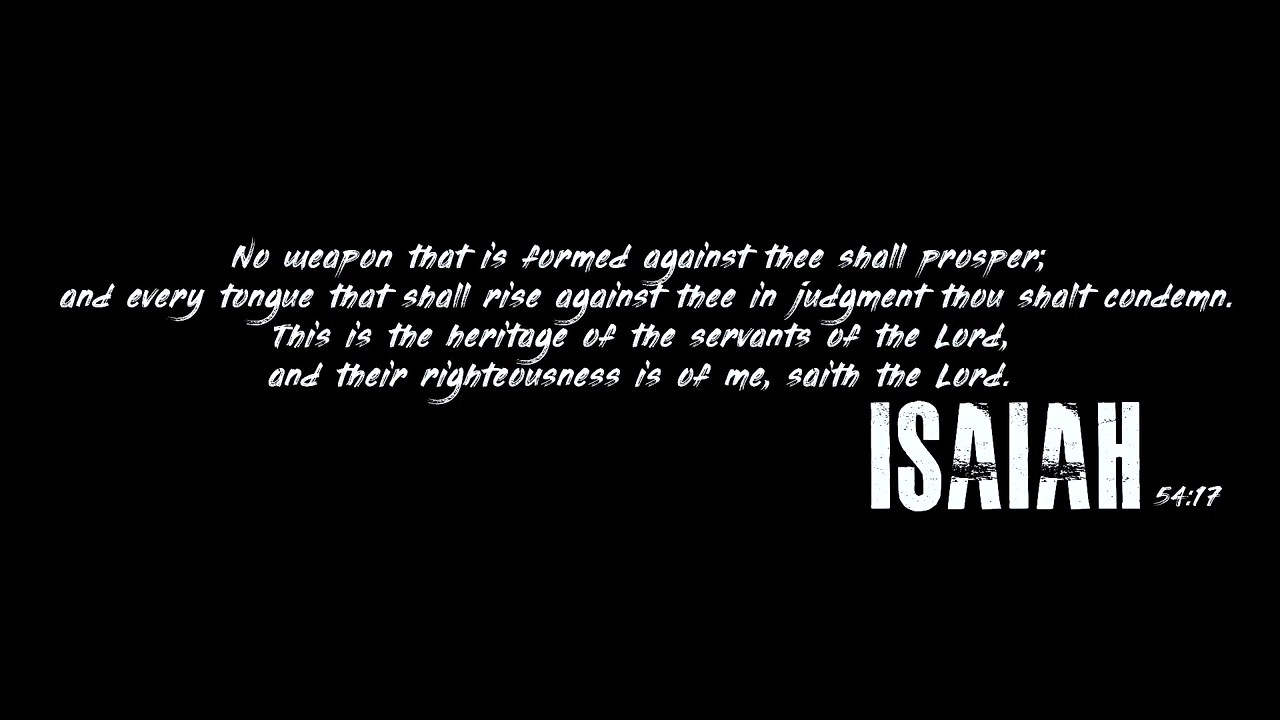 No weapon that is formed against thee shall prosper;
and every tongue that shall rise against thee in judgment thou shalt condemn.
This is the heritage of the servants of the Lord,
and their righteousness is of me, saith the Lord.
ISAIAH 54:17